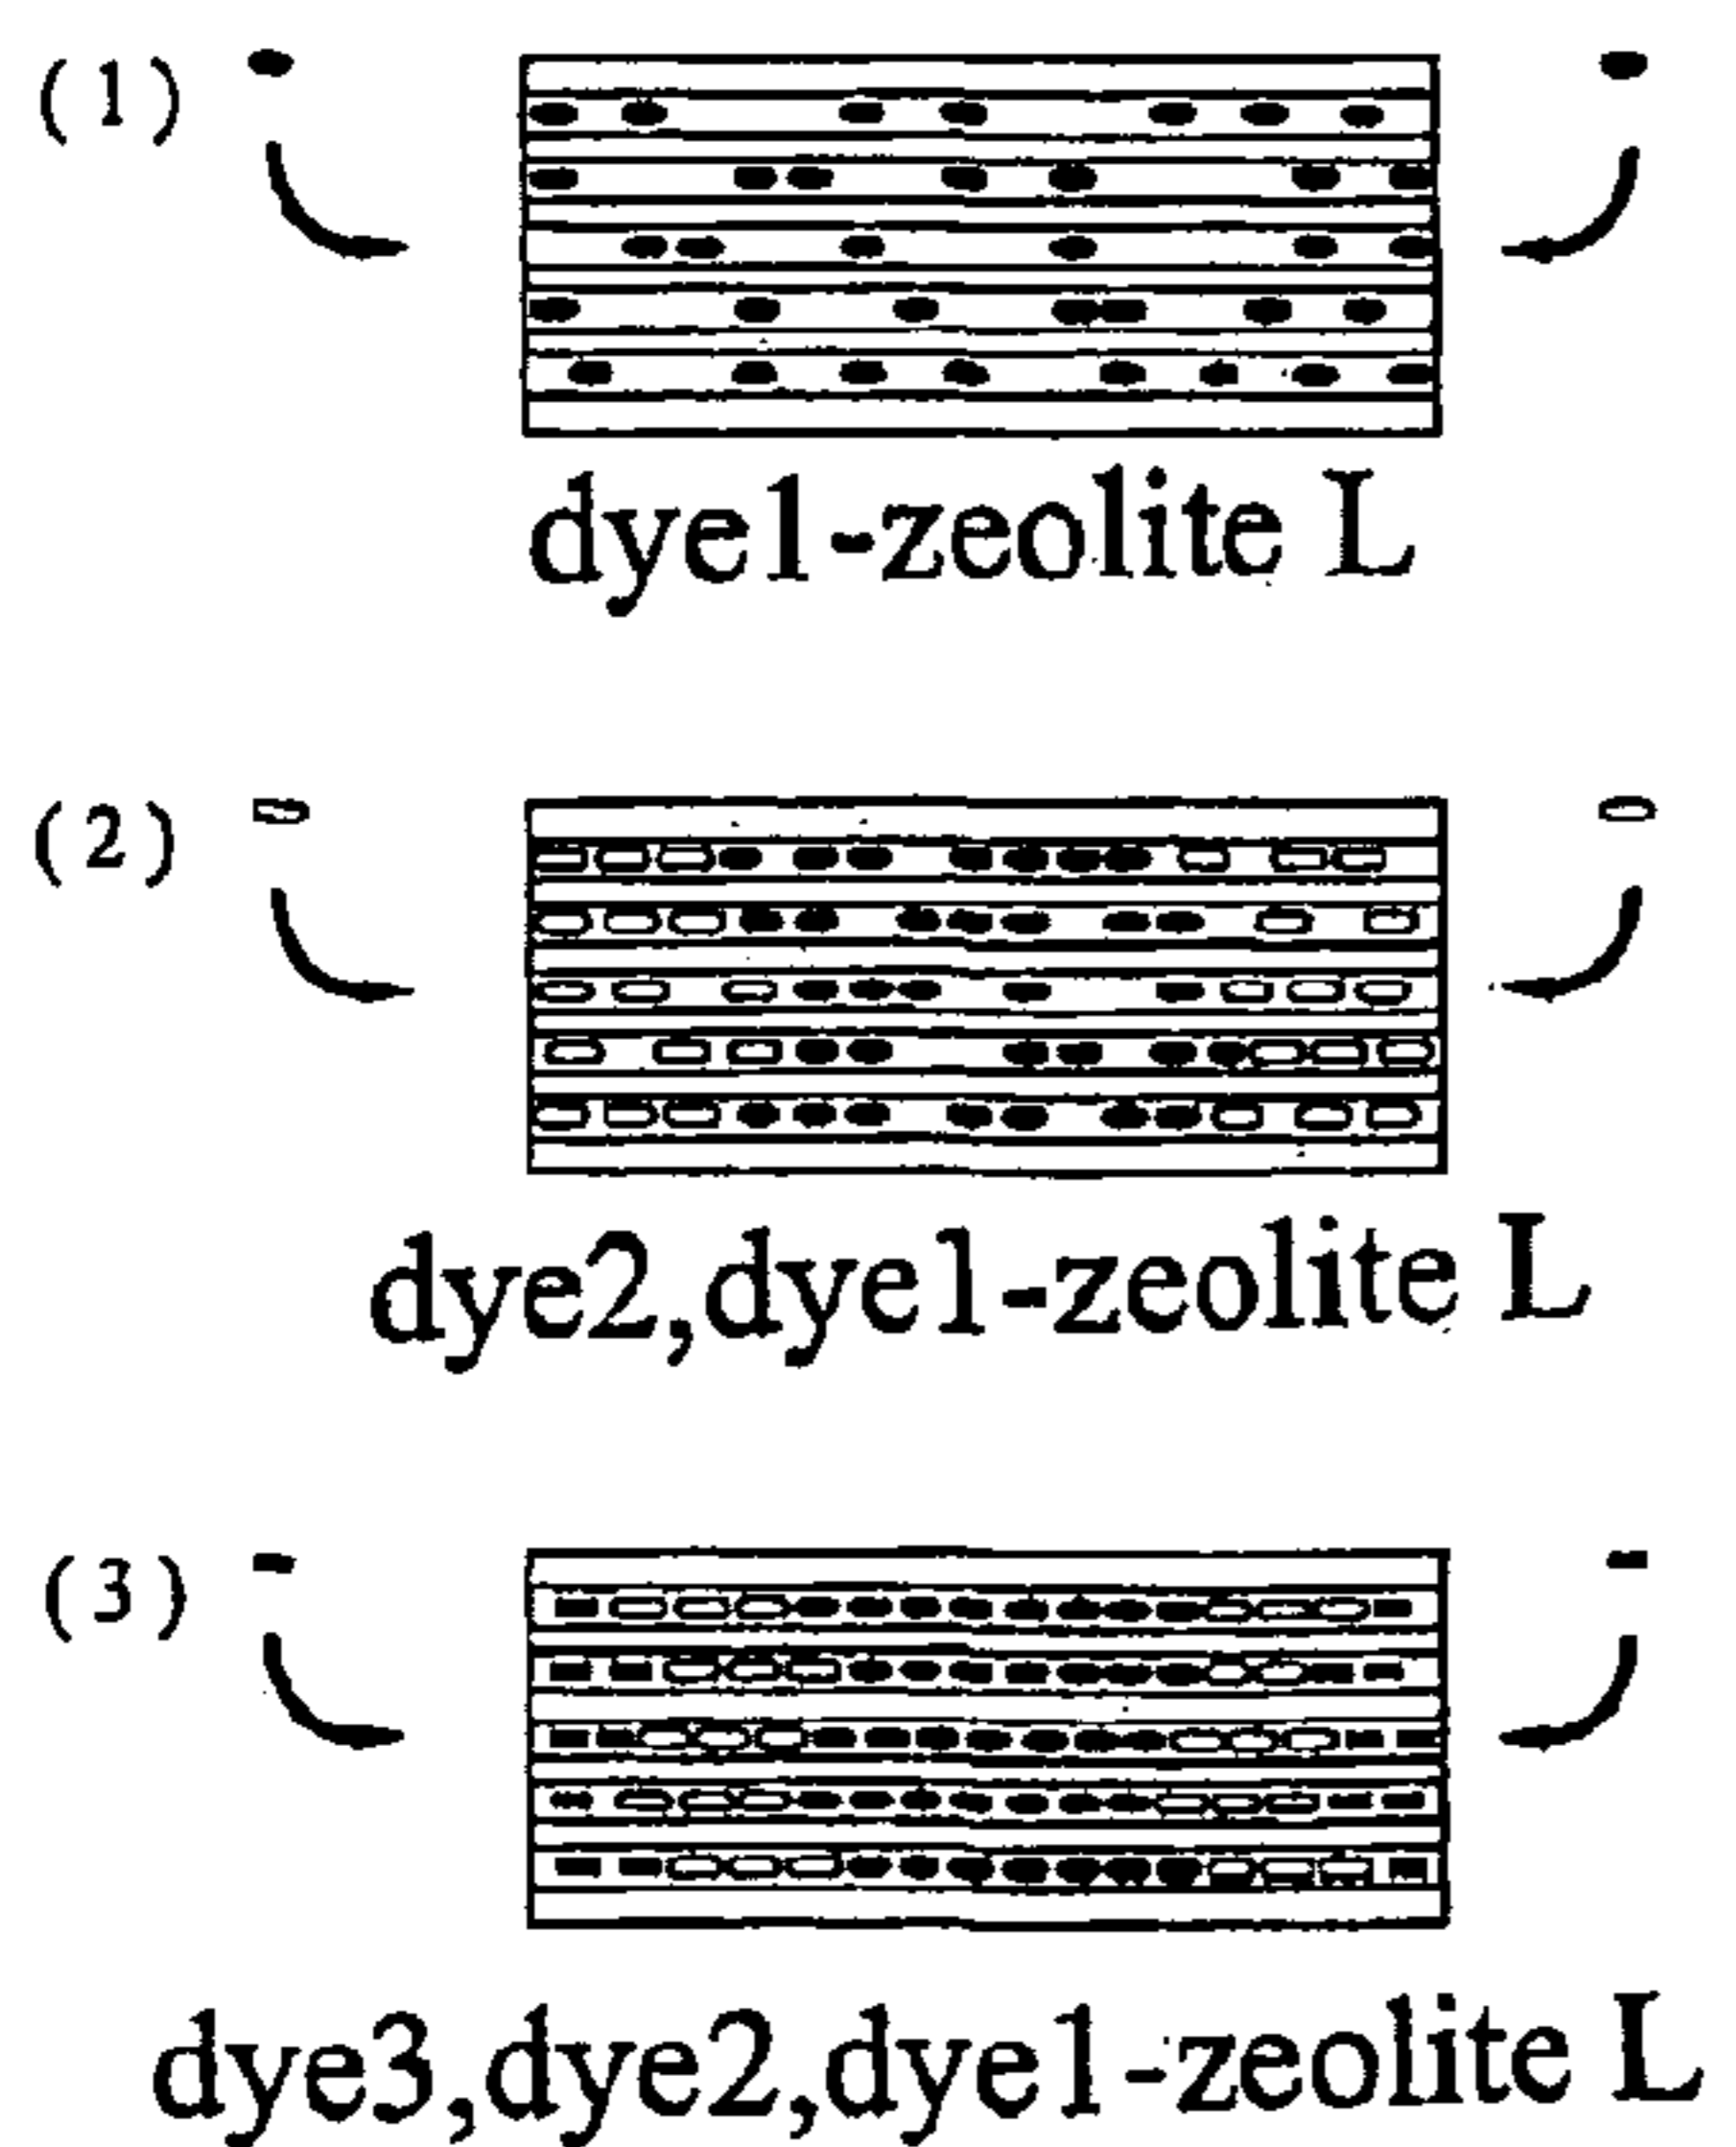 (1)
dye1-zeolite L
(2)
dye2,dye1-zeolite L
(3)
dye3,dye2,dye1-zeolite L